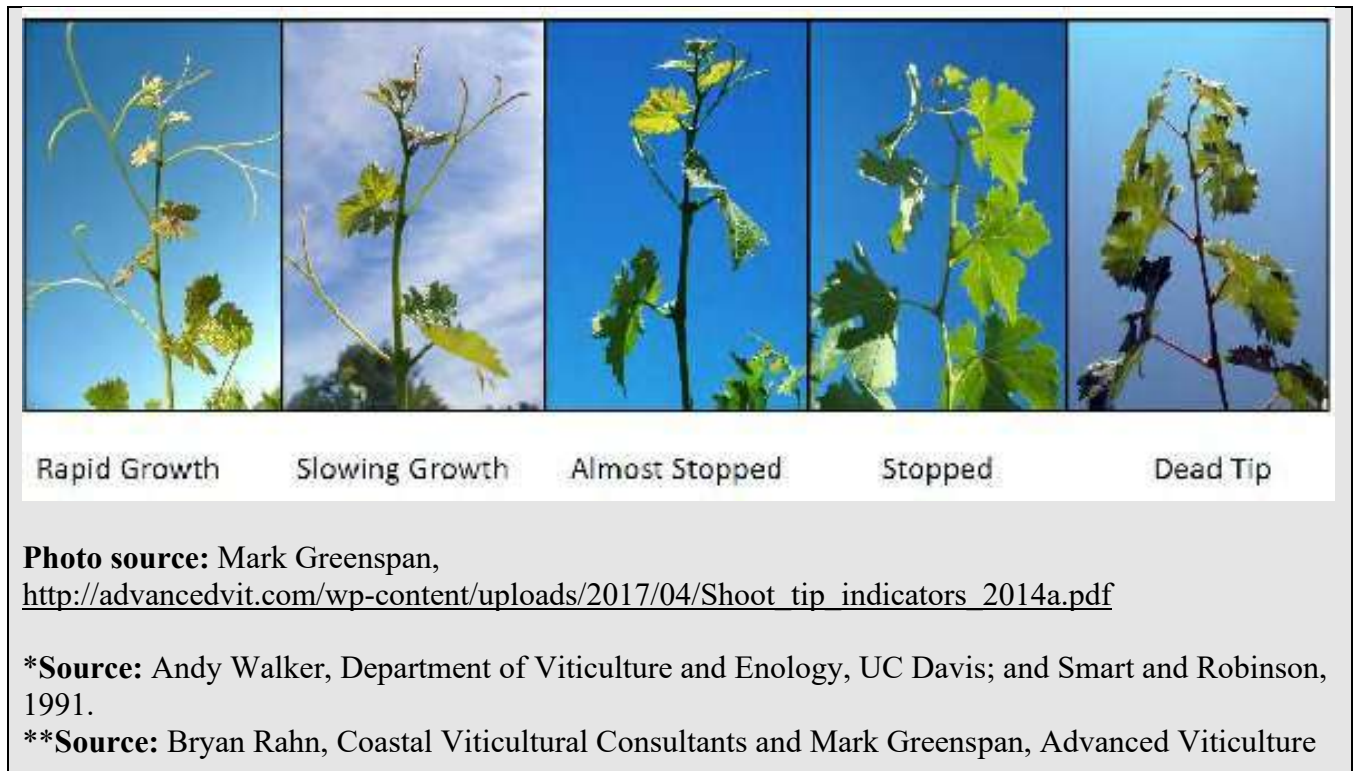 Rapid Growth Slowing Growth Almost Stopped Stopped Dead Tip
Photo source: Mark Greenspan,
http://advancedvit.com/wp-content/uploads/2017/04/Shoot_tip_indicators_2014a.pdf
*Source: Andy Walker, Department of Viticulture and Enology, UC Davis; and Smart and Robinson,
1991.
**Source: Bryan Rahn, Coastal Viticultural Consultants and Mark Greenspan, Advanced Viticulture